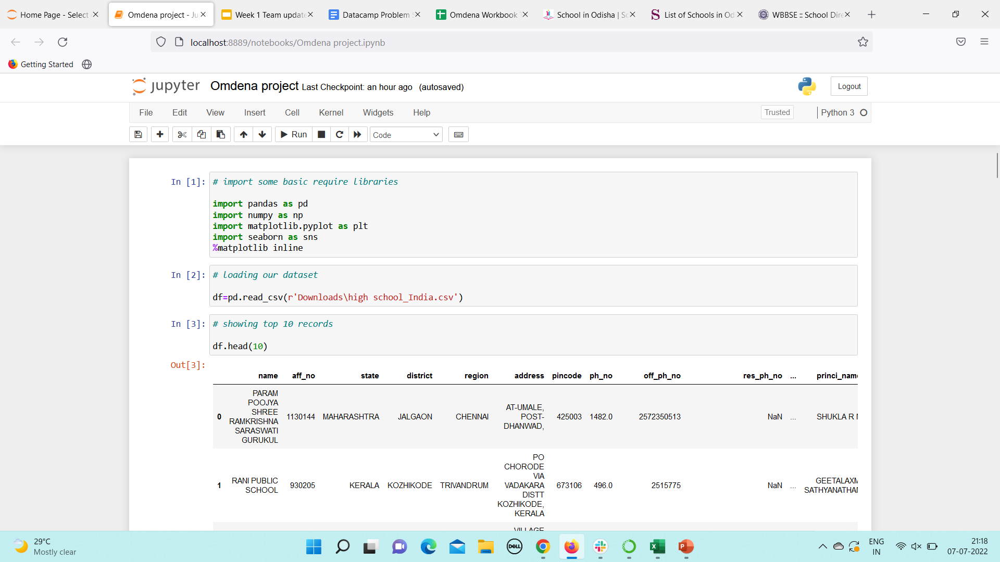 Home Page - Select
Omdena project - Ju
Week 1 Team update
Datacamp Problem S
Omdena Workbook T
School in Odisha | Sc
List of Schools in Od
WBBSE :: School Dire
localhost:8889/notebooks/Omdena project.ipynb
Getting Started
jupyter Omdena project Last Checkpoint: an hour ago (autosaved)
Logout
File Edit View Insert Cell Kernel Widgets Help
Trusted
Python 3
Run
Code
In [1]: # import some basic require libraries
import pandas as pd
import numpy as np
import matplotlib.pyplot as plt
import seaborn as sns
%matplotlib inline
In [2]: # loading our dataset
df=pd.read_csv(r'Downloads\high school_India.csv')
In [3]: # showing top 10 records
df.head(10)
Out[3]:
name aff_no state district region address pincode ph_no off_ph_no res_ph_no ... princi_name
PARAM
POOJYA
SHREE
RAMKRISHNA
SARASWATI
GURUKUL
0 1130144 MAHARASHTRA JALGAON CHENNAI
AT-UMALE,
POST-
DHANWAD,
425003 1482.0 2572350513 NaN ... SHUKLA R
1 RANI PUBLIC
SCHOOL
930205 KERALA KOZHIKODE TRIVANDRUM
PO
CHORODE
VIA
VADAKARA
DISTT
KOZHIKODE,
KERALA
673106 496.0 2515775 NaN ...
GEETALAXM
SATHYANATHAN
VILLAGE
29°C
Mostly clear
DELL
ENG
IN
21:18
07-07-2022